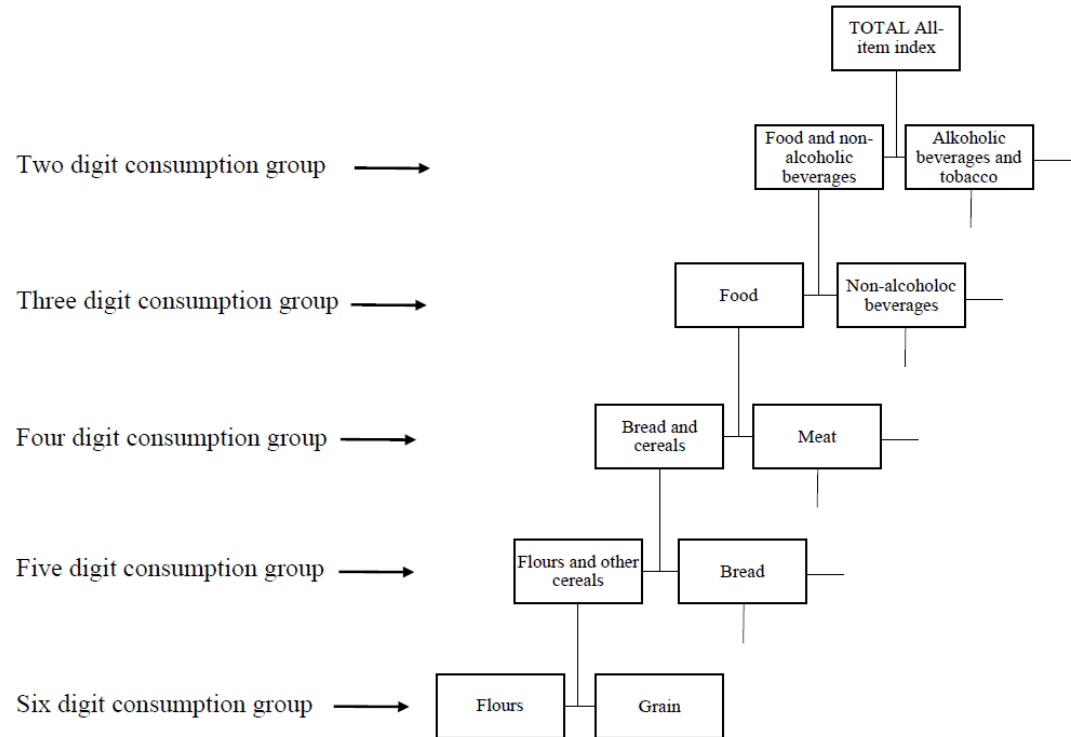 TOTAL All-
item index
Two digit consumption group
Food and non-
alcoholic
beverages
Alkoholic
beverages and
tobacco
Three digit consumption group
Food
Non-alcoholoc
beverages
Four digit consumption group
Bread and
cereals
Meat
Five digit consumption group
Flours and other
cereals
Bread
Six digit consumption group
Flours
Grain